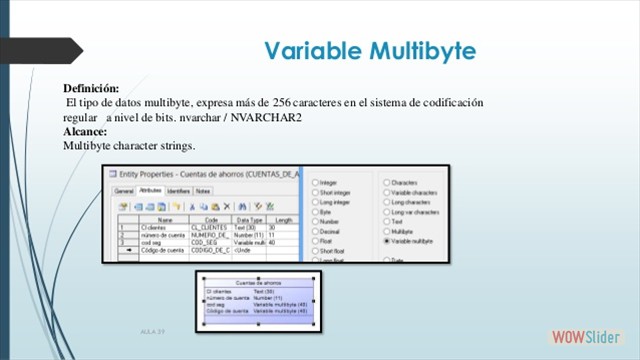 Variable Multibyte
Definición:
El tipo de datos multibyte, expresa más de 256 caracteres en el sistema de codificación
regular a nivel de bits. nvarchar / NVARCHAR2
Alcance:
Multibyte character strings.
Entity Properties - Cuentas de ahorros (CUENTAS_DE_A
General Attributes Identifiers Notes
Name Code Data Type Length
1 CI clientes CL_CLIENTES Text (30) 30
2 número de cuenta NUMERO_DE_ Number (11) 11
3 cod seg COD_SEG Variable multi 40
Código de cuenta CODIGO_DE_C <Unde
Integer
Short integer
Long integer
Byte
Number
Decimal
Float
Short float
Long float
Characters
Variable characters
Long characters
Long var characters
Text
Multibyte
Variable multibyte
Date
Cuentas de ahorros
CI clientes Text (30)
número de cuenta Number (11)
cod seg Variable multibyte (40)
Código de cuenta Variable multibyte (40)
WOWSlider